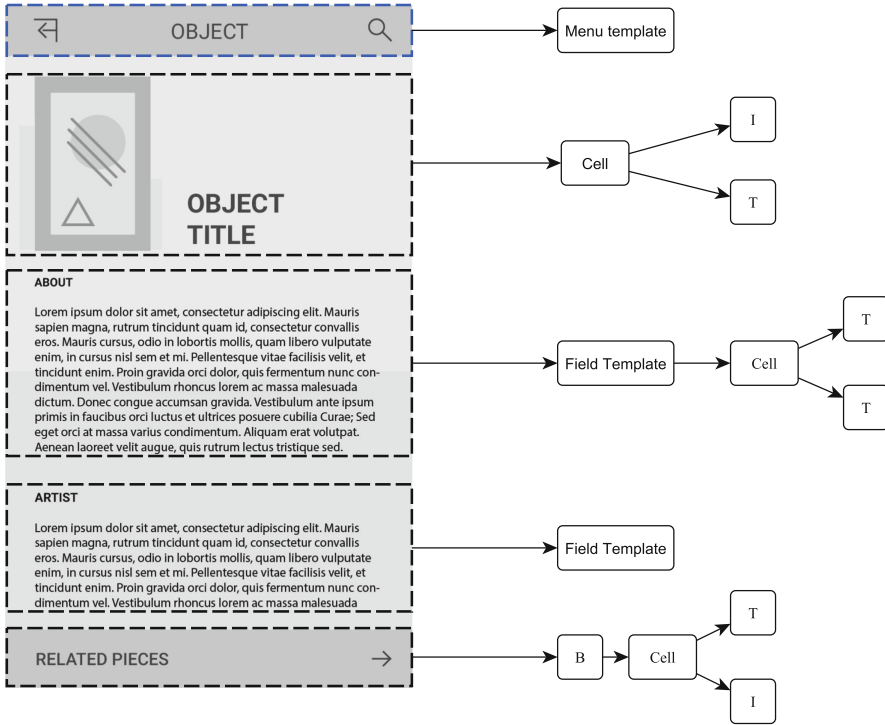 OBJECT
Menu template
OBJECT
TITLE
Cell
I
T
ABOUT
Lorem ipsum dolor sit amet, consectetur adipiscing elit. Mauris
sapien magna, rutrum tincidunt quam id, consectetur convallis
eros. Mauris cursus, odio in lobortis mollis, quam libero vulputate
enim, in cursus nisl sem et mi. Pellentesque vitae facilisis velit, et
tincidunt enim. Proin gravida orci dolor, quis fermentum nunc con-
dimentum vel. Vestibulum rhoncus lorem ac massa malesuada
dictum. Donec congue accumsan gravida. Vestibulum ante ipsum
primis in faucibus orci luctus et ultrices posuere cubilia Curae; Sed
eget orci at massa varius condimentum. Aliquam erat volutpat.
Aenean laoreet velit augue, quis rutrum lectus tristique sed.
Field Template
Cell
T
T
ARTIST
Lorem ipsum dolor sit amet, consectetur adipiscing elit. Mauris
sapien magna, rutrum tincidunt quam id, consectetur convallis
eros. Mauris cursus, odio in lobortis mollis, quam libero vulputate
enim, in cursus nisl sem et mi. Pellentesque vitae facilisis velit, et
tincidunt enim. Proin gravida orci dolor, quis fermentum nunc con-
dimentum vel. Vestibulum rhoncus lorem ac massa malesuada
Field Template
RELATED PIECES
B
Cell
T
I